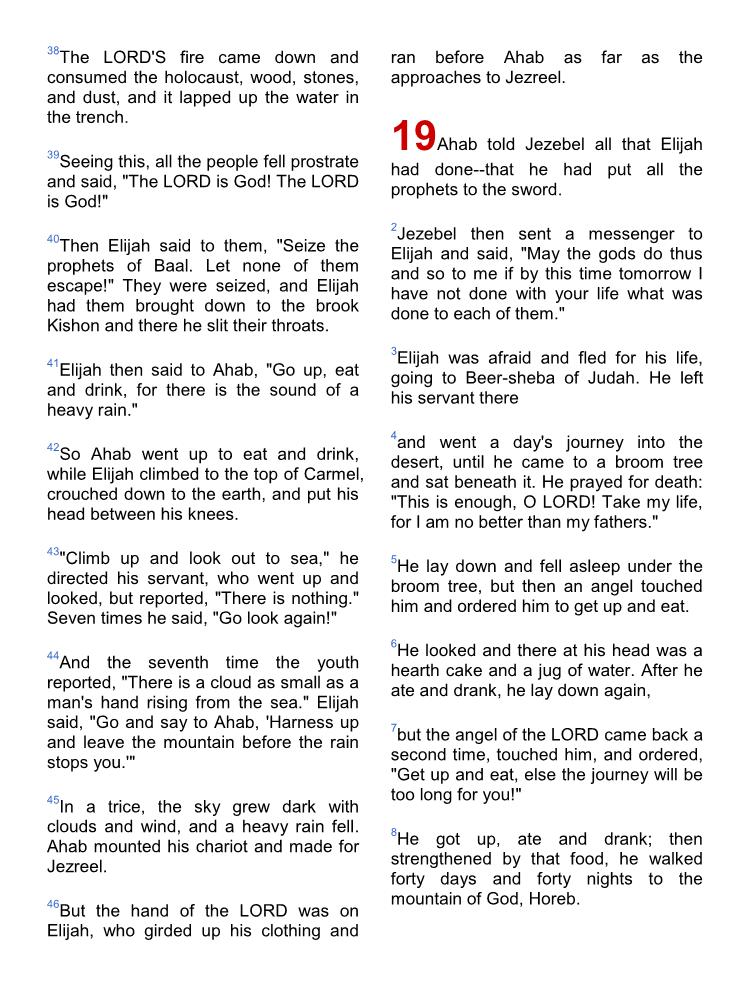 38The LORD'S fire came down and
consumed the holocaust, wood, stones,
and dust, and it lapped up the water in
the trench.
39Seeing this, all the people fell prostrate
and said, "The LORD is God! The LORD
is God!"
40Then Elijah said to them, "Seize the
prophets of Baal. Let none of them
escape!" They were seized, and Elijah
had them brought down to the brook
Kishon and there he slit their throats.
41Elijah then said to Ahab, "Go up, eat
and drink, for there is the sound of a
heavy rain."
42So Ahab went up to eat and drink,
while Elijah climbed to the top of Carmel,
crouched down to the earth, and put his
head between his knees.
43"Climb up and look out to sea," he
directed his servant, who went up and
looked, but reported, "There is nothing."
Seven times he said, "Go look again!"
44And the seventh time the youth
reported, "There is a cloud as small as a
man's hand rising from the sea." Elijah
said, "Go and say to Ahab, 'Harness up
and leave the mountain before the rain
stops you.'"
45In a trice, the sky grew dark with
clouds and wind, and a heavy rain fell.
Ahab mounted his chariot and made for
Jezreel.
46But the hand of the LORD was on
Elijah, who girded up his clothing and
ran before Ahab as far as the
approaches to Jezreel.
19Ahab told Jezebel all that Elijah
had done--that he had put all the
prophets to the sword.
2Jezebel then sent a messenger to
Elijah and said, "May the gods do thus
and so to me if by this time tomorrow I
have not done with your life what was
done to each of them."
3Elijah was afraid and fled for his life,
going to Beer-sheba of Judah. He left
his servant there
4and went a day's journey into the
desert, until he came to a broom tree
and sat beneath it. He prayed for death:
"This is enough, O LORD! Take my life,
for I am no better than my fathers."
5He lay down and fell asleep under the
broom tree, but then an angel touched
him and ordered him to get up and eat.
6He looked and there at his head was a
hearth cake and a jug of water. After he
ate and drank, he lay down again,
7but the angel of the LORD came back a
second time, touched him, and ordered,
"Get up and eat, else the journey will be
too long for you!"
8He got up, ate and drank; then
strengthened by that food, he walked
forty days and forty nights to the
mountain of God, Horeb.